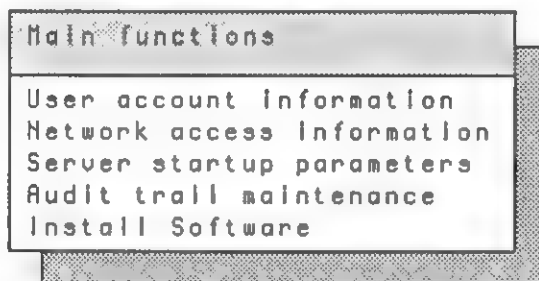 Main functions
User account information
Network access information
Server startup parameters
Audit trail maintenance
Install Software